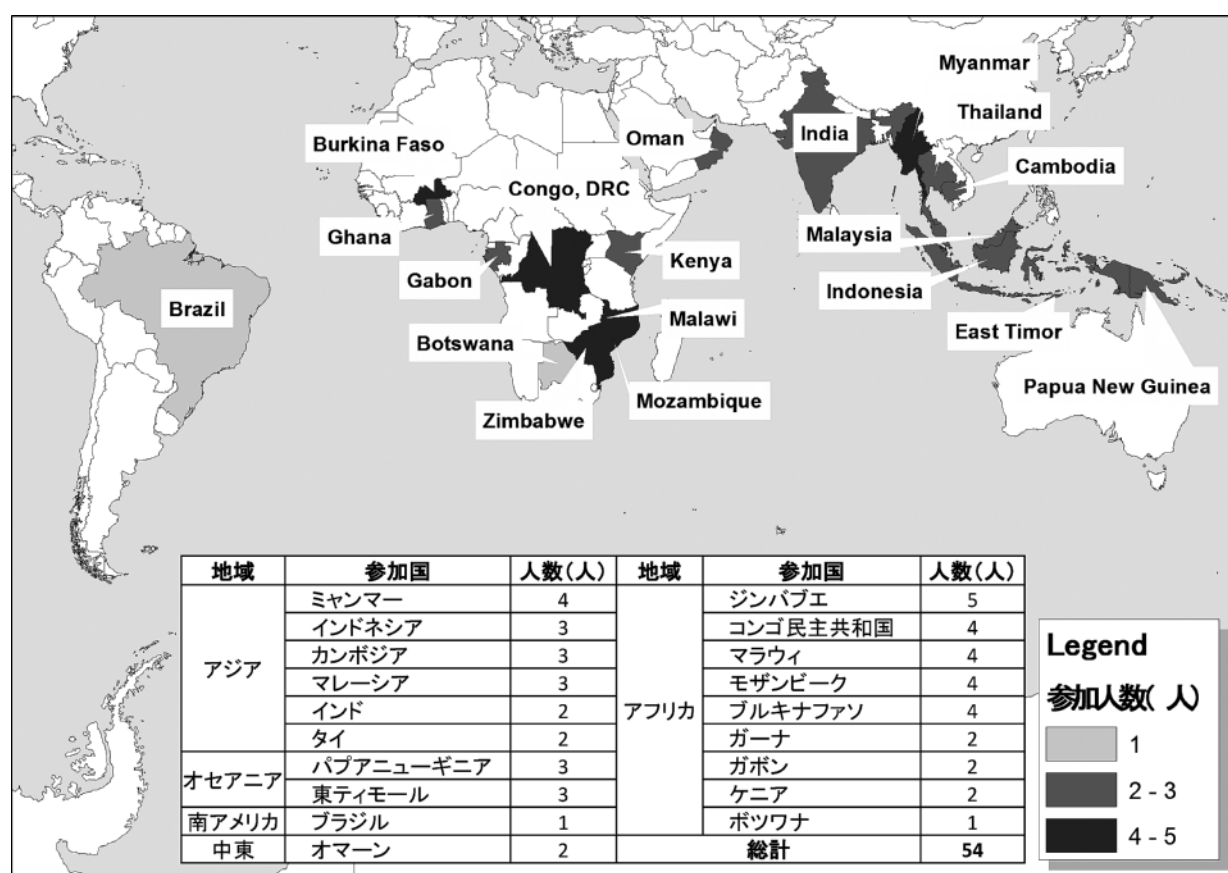 Myanmar
Thailand
Burkina Faso
Oman
India
Cambodia
Congo, DRC
Ghana
Malaysia
Gabon
Kenya
Indonesia
Brazil
Malawi
Botswana
East Timor
Papua New Guinea
Mozambique
Zimbabwe
地域 参加国 人数(人) 地域 参加国 人数(人)
アジア ミャンマー 4 アフリカ ジンバブエ 5
インドネシア 3 コンゴ民主共和国 4
カンボジア 3 マラウィ 4
マレーシア 3 モザンビーク 4
インド 2 ブルキナファソ 4
タイ 2 ガーナ 2
オセアニア パプアニューギニア 3 ガボン 2
東ティモール 3 ケニア 2
南アメリカ ブラジル 1 ボツワナ 1
中東 オマーン 2 総計 54
Legend
参加人数( 人)
1
2 - 3
4 - 5